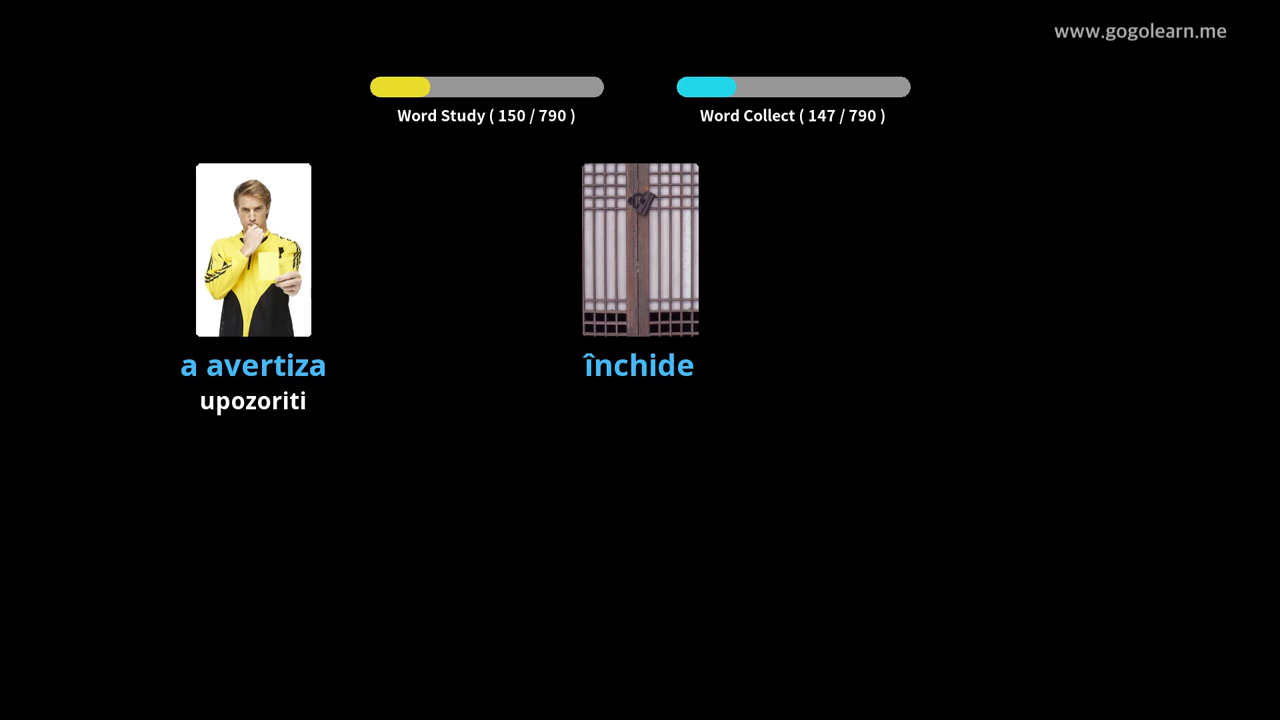 www.gogolearn.me
Word Study ( 150 / 790 )
Word Collect ( 147 / 790 )
a avertiza
upozoriti
închide